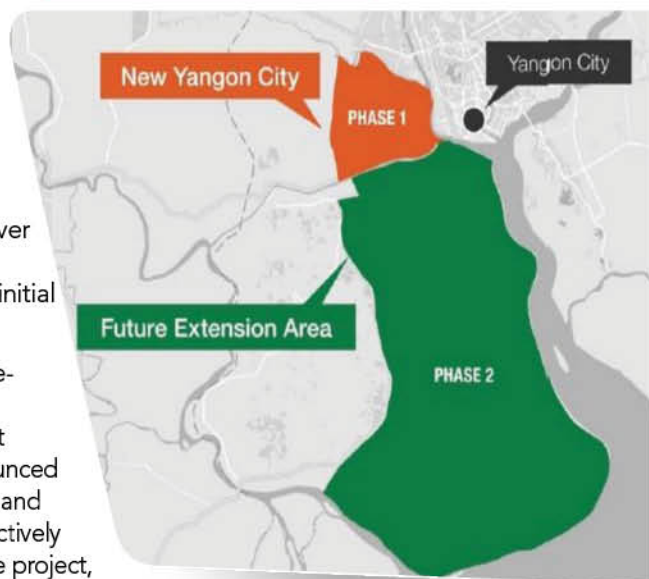 New Yangon City
Yangon City
PHASE 1
ver
initial
Future Extension Area
e-
PHASE 2
t
unced
and
ctively
e project,